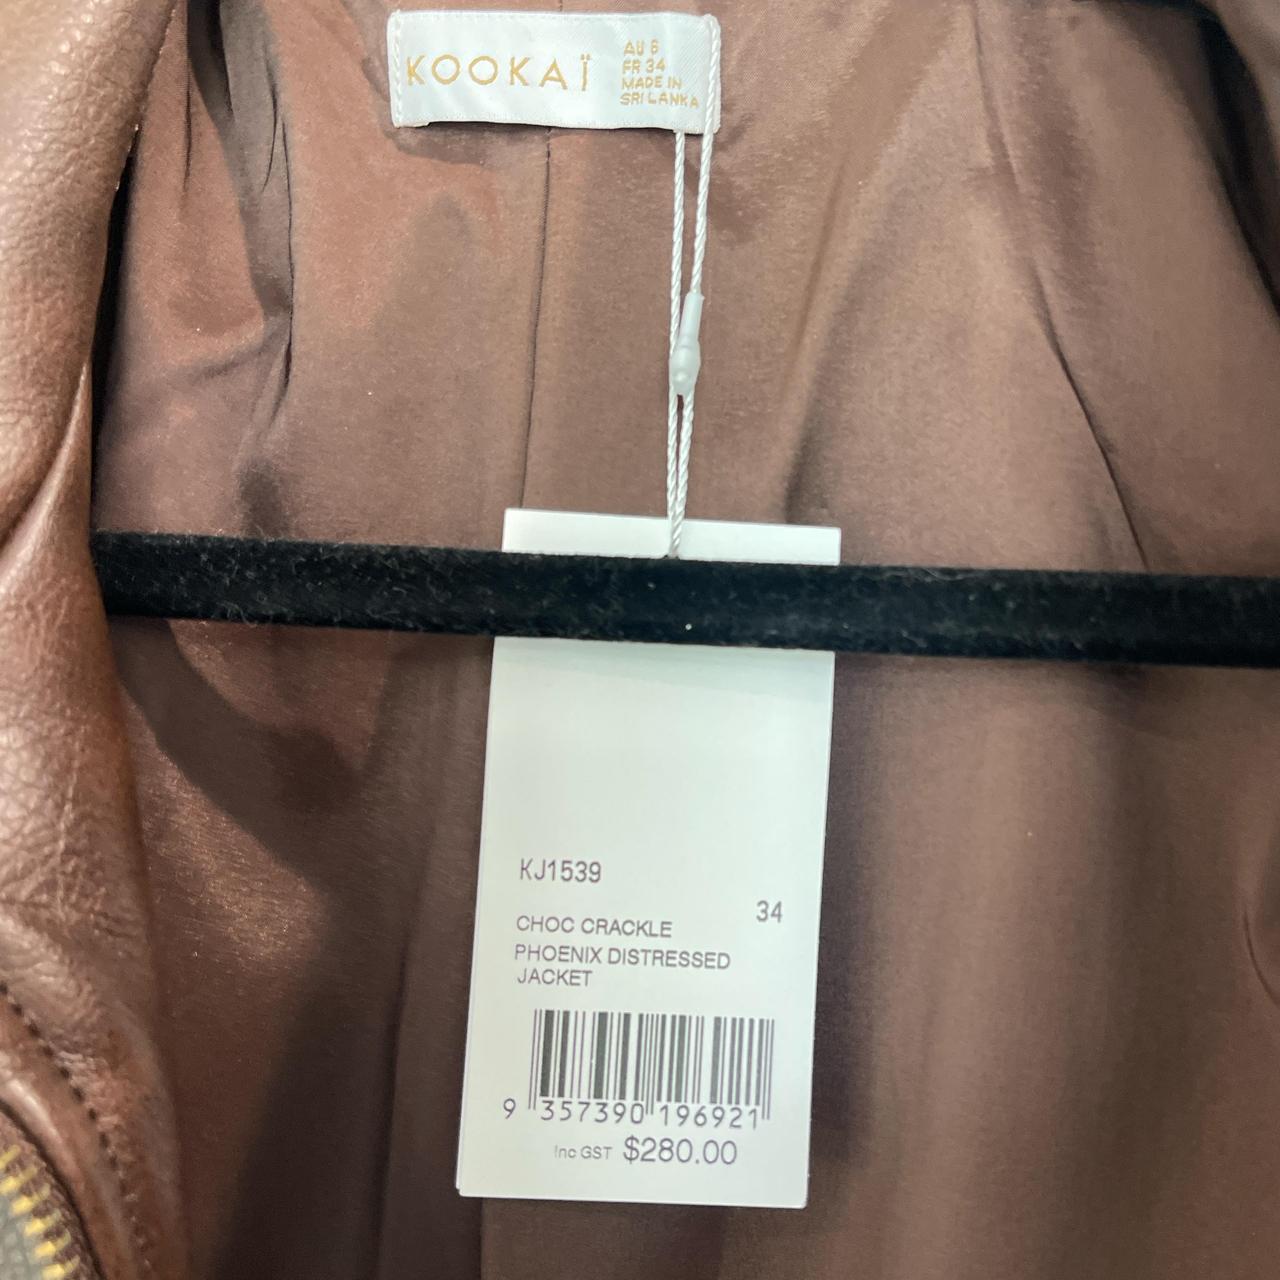 KOOKAÏ
AU 6
FR 34
MADE IN
SRI LANKA
KJ1539
34
CHOC CRACKLE
PHOENIX DISTRESSED
JACKET
9 357390 196921
Inc GST $280.00